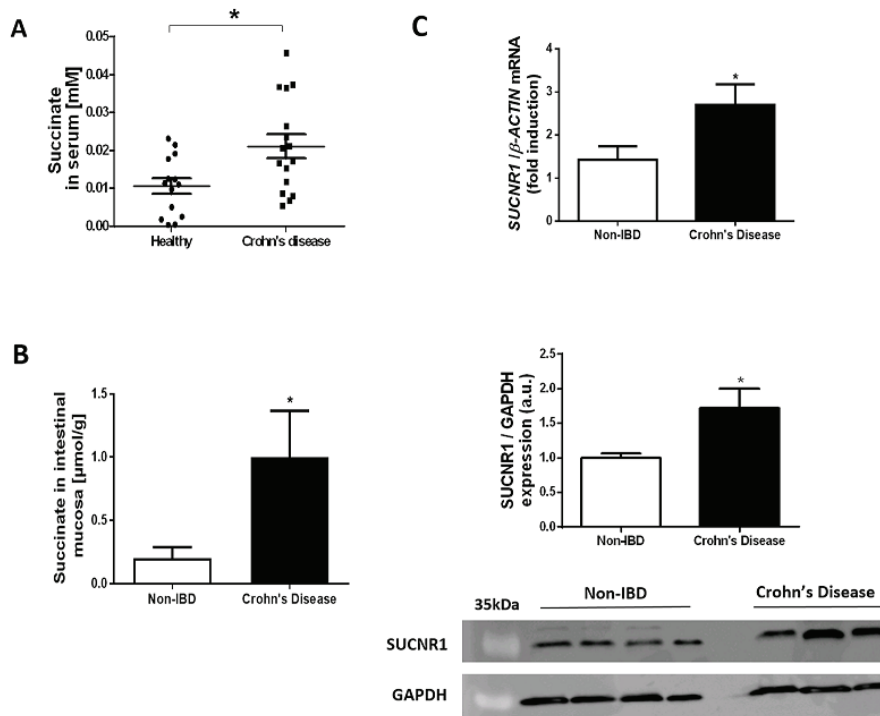 A
*
Succinate
in serum [mM]
0.05
0.04
0.03
0.02
0.01
0.00
Healthy
Crohn's disease
B
Succinate in intestinal
mucosa [µmol/g]
1.5
1.0
0.5
0.0
*
Non-IBD
Crohn's Disease
C
SUCNR1 /β-ACTIN mRNA
(fold induction)
4
3
2
1
0
*
Non-IBD
Crohn's Disease
SUCNR1 / GAPDH
expression (a.u.)
2.5
2.0
1.5
1.0
0.5
0.0
*
Non-IBD
Crohn's Disease
35kDa
Non-IBD
Crohn's Disease
SUCNR1
GAPDH